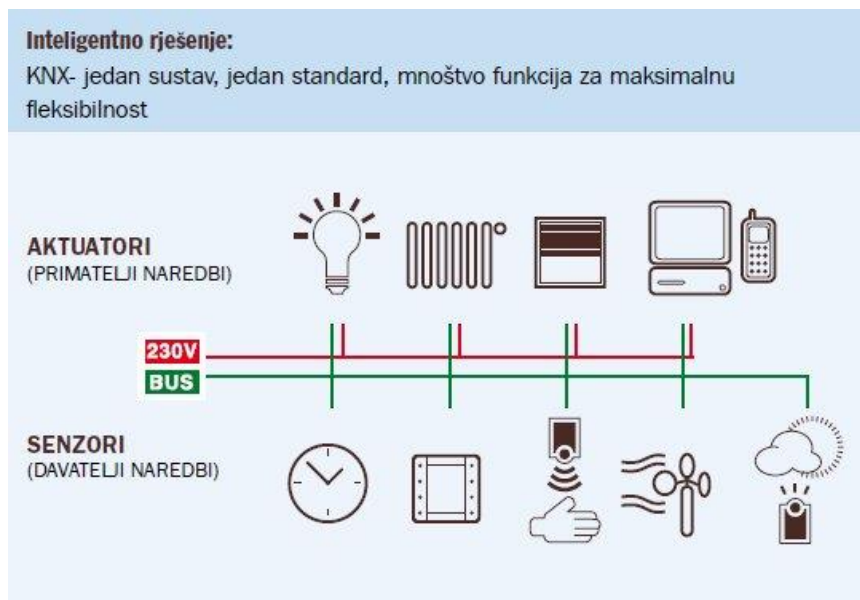 Inteligentno rješenje:
KNX- jedan sustav, jedan standard, mnoštvo funkcija za maksimalnu
fleksibilnost
AKTUATORI
(PRIMATELJI NAREDBI)
230V
BUS
SENZORI
(DAVATELJI NAREDBI)